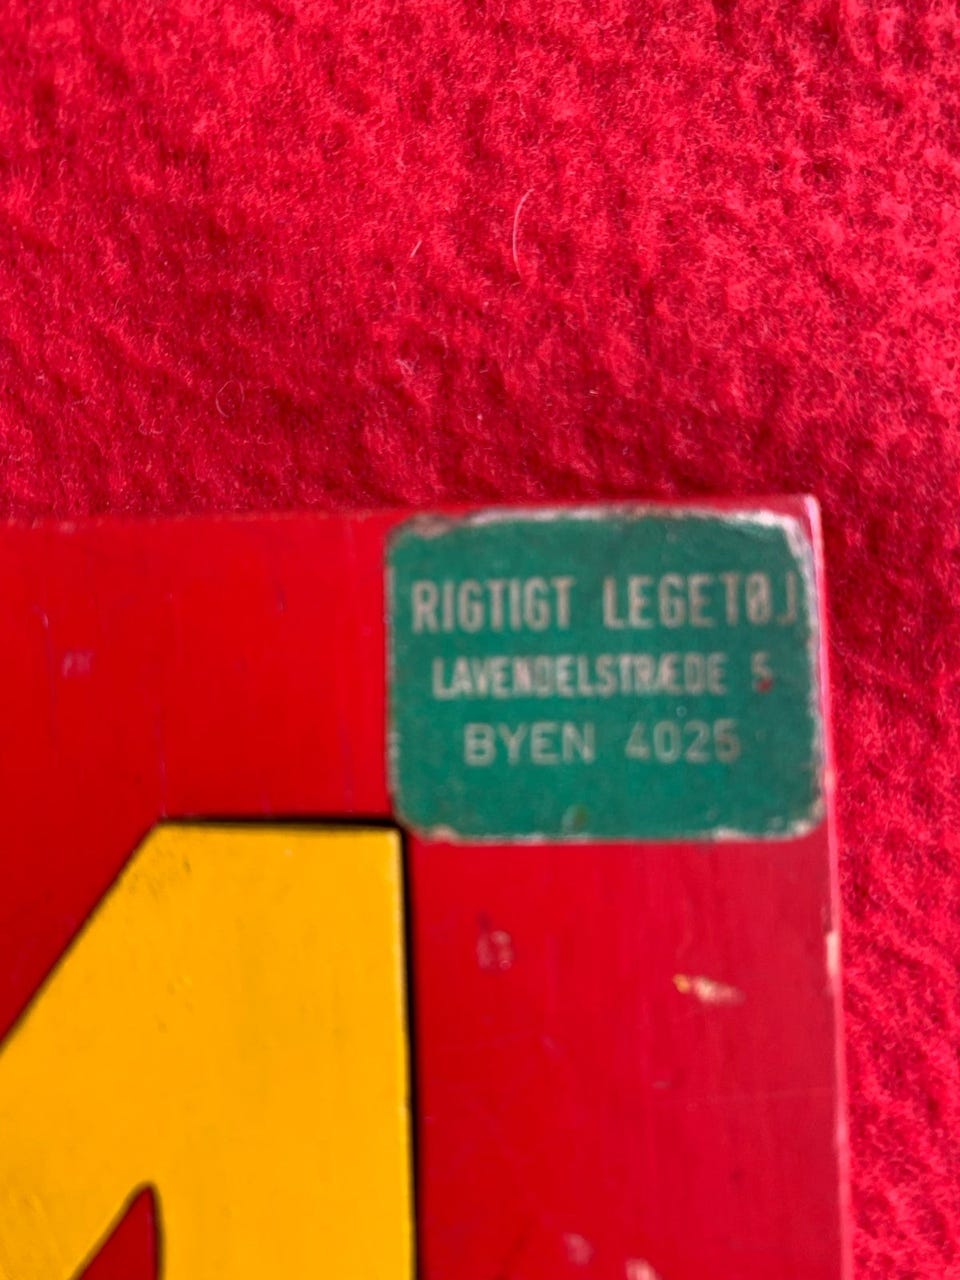 RIGTIGT LEGETØJ
LAVENDELSTRÆDE 5
BYEN 4025